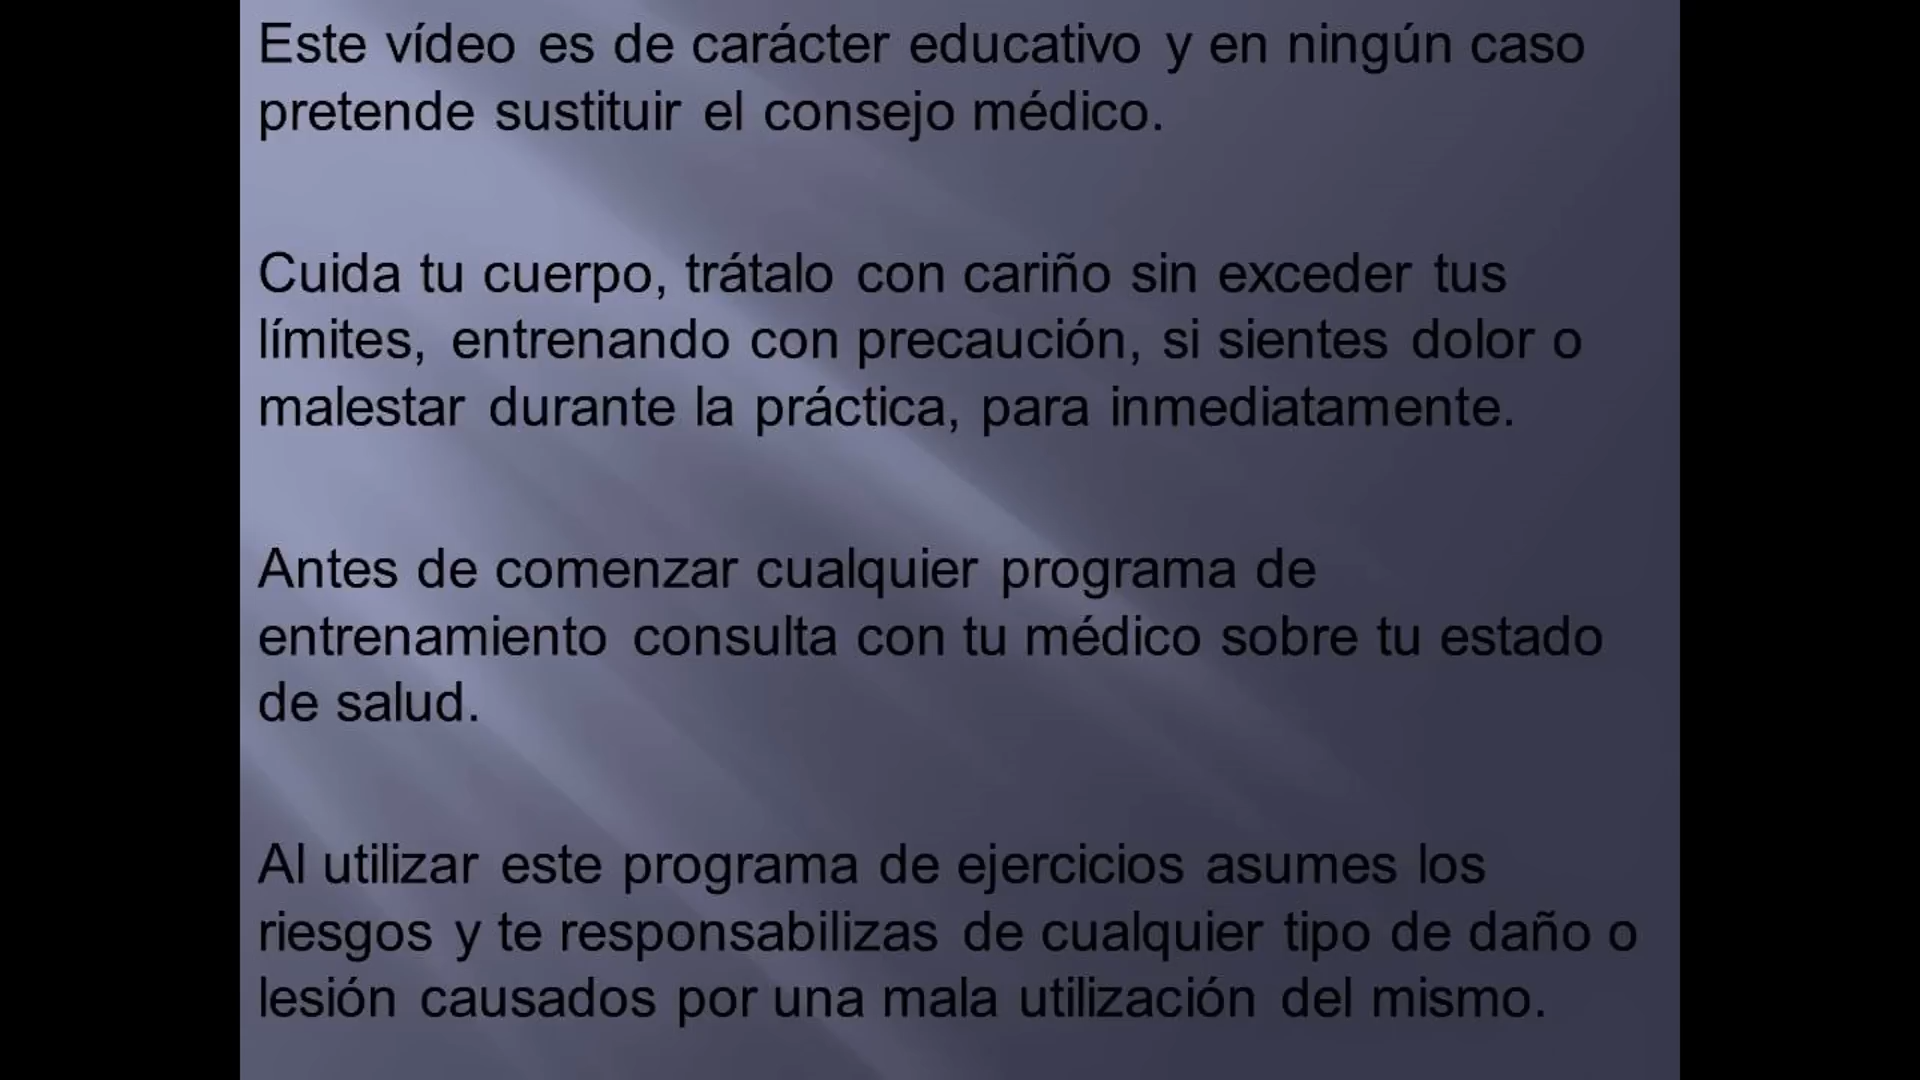 Este vídeo es de carácter educativo y en ningún caso
pretende sustituir el consejo médico.
Cuida tu cuerpo, trátalo con cariño sin exceder tus
límites, entrenando con precaución, si sientes dolor o
malestar durante la práctica, para inmediatamente.
Antes de comenzar cualquier programa de
entrenamiento consulta con tu médico sobre tu estado
de salud.
Al utilizar este programa de ejercicios asumes los
riesgos y te responsabilizas de cualquier tipo de daño o
lesión causados por una mala utilización del mismo.